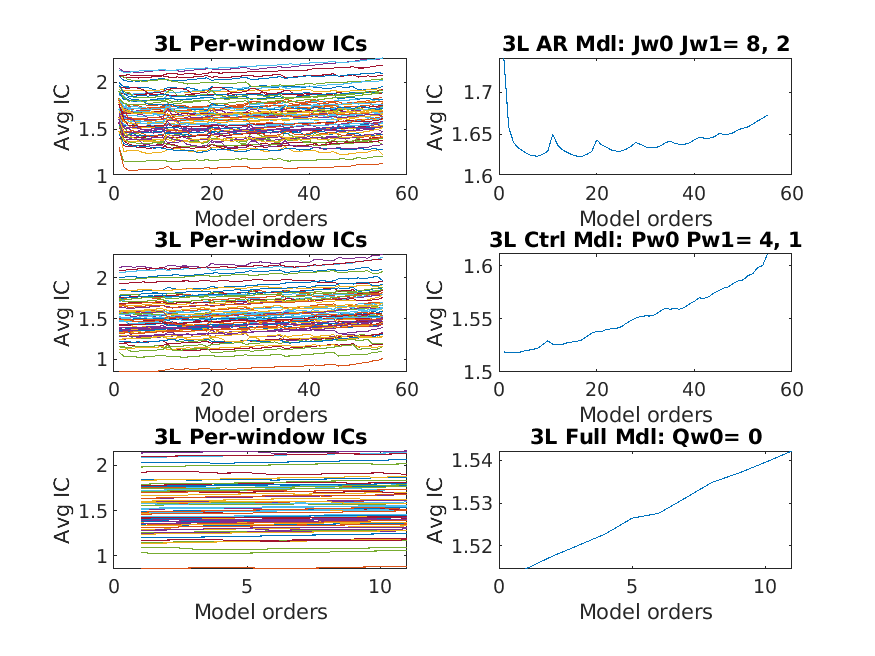 3L Per-window ICs
Avg IC
2
1.5
1
0
20
40
60
Model orders
3L AR Mdl: Jw0 Jw1= 8, 2
Avg IC
1.7
1.65
1.6
0
20
40
60
Model orders
3L Per-window ICs
Avg IC
2
1.5
1
0
20
40
60
Model orders
3L Ctrl Mdl: Pw0 Pw1= 4, 1
Avg IC
1.6
1.55
1.5
0
20
40
60
Model orders
3L Per-window ICs
Avg IC
2
1.5
1
0
5
10
Model orders
3L Full Mdl: Qw0= 0
Avg IC
1.54
1.53
1.52
0
5
10
Model orders